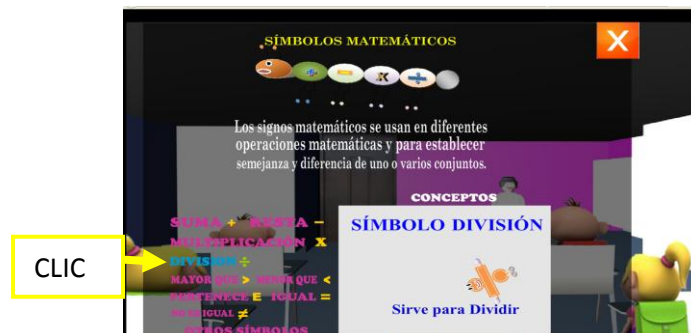 SÍMBOLOS MATEMÁTICOS
X
+ − x ÷
Los signos matemáticos se usan en diferentes
operaciones matemáticas y para establecer
semejanza y diferencia de uno o varios conjuntos.
CONCEPTOS
SUMA + RESTA −
MULTIPLICACIÓN X
DIVISIÓN ÷
MAYOR QUE > MENOR QUE <
PERTENECE E IGUAL =
NO ES IGUAL ≠
OTROS SÍMBOLOS
SÍMBOLO DIVISIÓN
Sirve para Dividir
CLIC